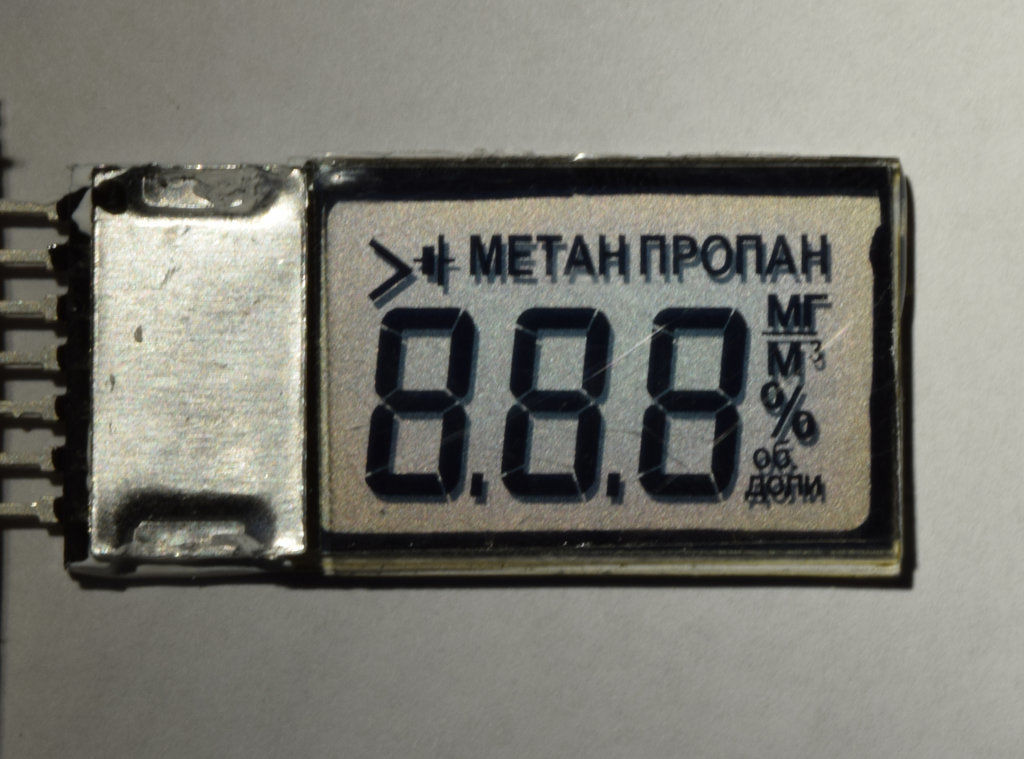 > МЕТАН ПРОПАН
8.8.8
мг
м³
%
об.
доли